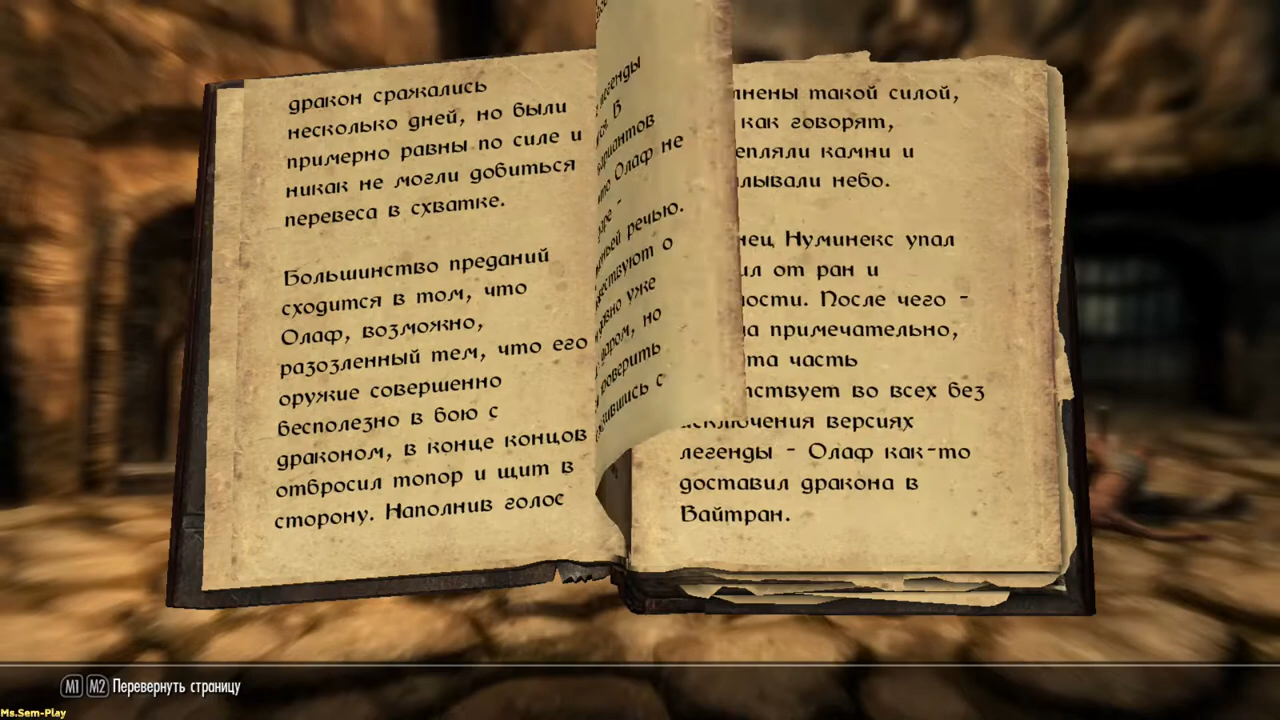 дракон сражались
несколько дней, но были
примерно равны по силе и
никак не могли добиться
перевеса в схватке.
Большинство преданий
сходится в том, что
Олаф, возможно,
разозленный тем, что его
оружие совершенно
бесполезно в бою с
драконом, в конце концов
отбросил топор и щит в
сторону. Наполнив голос
легенды
В
вариантов
что Олаф не
-
речью.
о
уже
даром, но
проверить
с
такой силой,
как говорят,
камни и
небо.
Нуминекс упал
от ран и
После чего -
примечательно,
часть
во всех без
исключения версиях
легенды - Олаф как-то
доставил дракона в
Вайтран.
M1 M2 Перевернуть страницу
Ms.Sem-Play